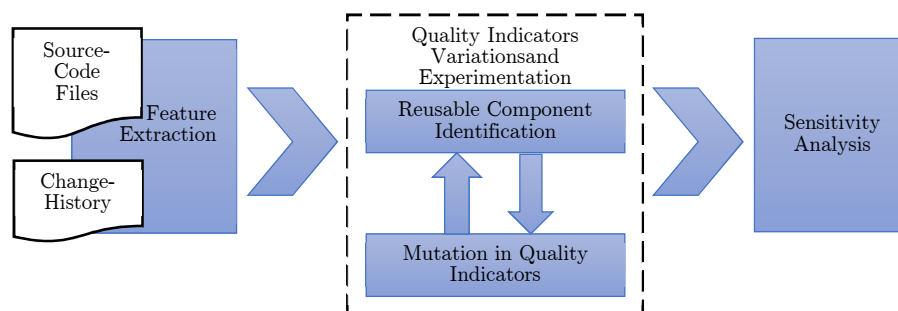 Source-
Code
Files
Change-
History
Feature
Extraction
Quality Indicators
Variationsand
Experimentation
Reusable Component
Identification
Mutation in Quality
Indicators
Sensitivity
Analysis